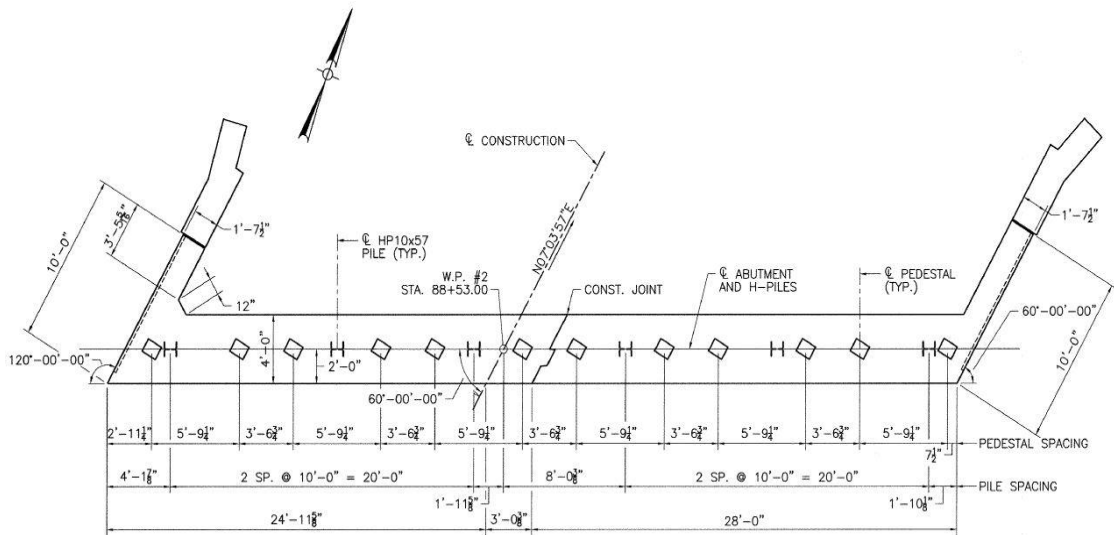 ℄ CONSTRUCTION
N07°03'57"E
10'-0"
3'-5⅝"
1'-7½"
℄ HP10x57
PILE (TYP.)
W.P. #2
STA. 88+53.00
CONST. JOINT
℄ ABUTMENT
AND H-PILES
℄ PEDESTAL
(TYP.)
1'-7½"
12"
4'-0"
2'-0"
120°-00'-00"
60°-00'-00"
60°-00'-00"
10'-0"
2'-11¼" 5'-9¼" 3'-6¾" 5'-9¼" 3'-6¾" 5'-9¼" 3'-6¾" 5'-9¼" 3'-6¾" 5'-9¼" 3'-6¾" 5'-9¼" 7½" PEDESTAL SPACING
4'-1⅞" 2 SP. @ 10'-0" = 20'-0" 1'-11⅝" 8'-0⅜" 2 SP. @ 10'-0" = 20'-0" 1'-10⅛" PILE SPACING
24'-11⅝" 3'-0⅜" 28'-0"